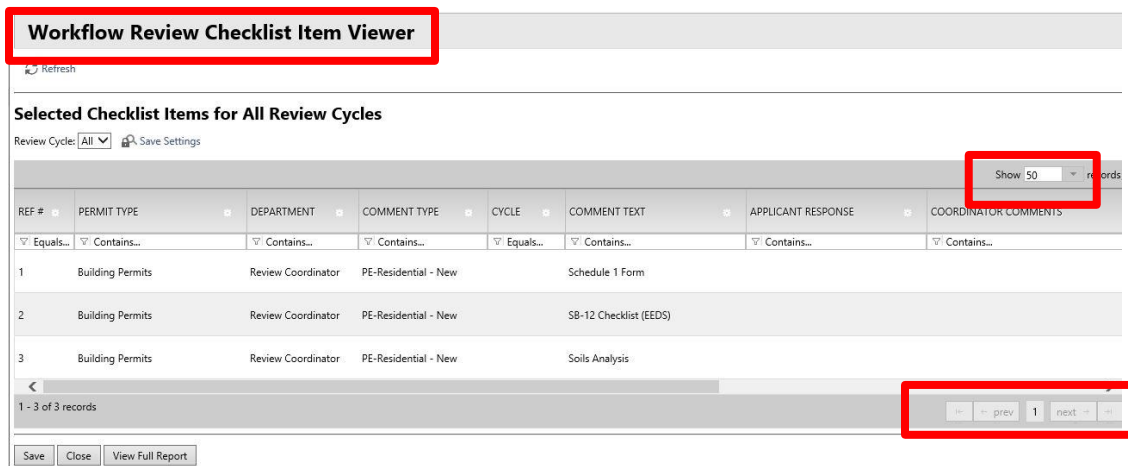 Workflow Review Checklist Item Viewer
Refresh
Selected Checklist Items for All Review Cycles
Review Cycle: All Save Settings
Show 50 records
REF # PERMIT TYPE DEPARTMENT COMMENT TYPE CYCLE COMMENT TEXT APPLICANT RESPONSE COORDINATOR COMMENTS
Equals... Contains... Contains... Contains... Equals... Contains... Contains... Contains...
1 Building Permits Review Coordinator PE-Residential - New Schedule 1 Form
2 Building Permits Review Coordinator PE-Residential - New SB-12 Checklist (EEDS)
3 Building Permits Review Coordinator PE-Residential - New Soils Analysis
1 - 3 of 3 records prev 1 next
Save Close View Full Report